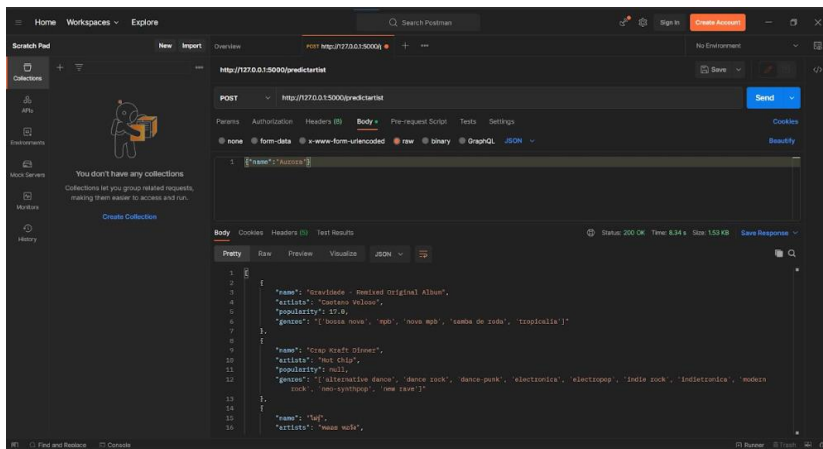 Home Workspaces Explore
Search Postman
Sign In Create Account
Scratch Pad New Import
Overview POST http://127.0.0.1:5000/p
No Environment
http://127.0.0.1:5000/predictartist Save
Collections
APIs
Environments
Mock Servers
Monitors
History
You don't have any collections
Collections let you group related requests,
making them easier to access and run.
Create Collection
POST http://127.0.0.1:5000/predictartist Send
Params Authorization Headers (8) Body Pre-request Script Tests Settings Cookies
none form-data x-www-form-urlencoded raw binary GraphQL JSON Beautify
1 {"name":"Aurora"}
Body Cookies Headers (5) Test Results Status: 200 OK Time: 8.34 s Size: 1.53 KB Save Response
Pretty Raw Preview Visualize JSON
1 [
2 {
3 "name": "Gravidade - Remixed Original Album",
4 "artists": "Caetano Veloso",
5 "popularity": 17.0,
6 "genres": "['bossa nova', 'mpb', 'nova mpb', 'samba de roda', 'tropicalia']"
7 },
8 {
9 "name": "Crap Kraft Dinner",
10 "artists": "Hot Chip",
11 "popularity": null,
12 "genres": "['alternative dance', 'dance rock', 'dance-punk', 'electronica', 'electropop', 'indie rock', 'indietronica', 'modern
rock', 'neo-synthpop', 'new rave']"
13 },
14 {
15 "name":
16 "artists":
Find and Replace Console Runner Trash